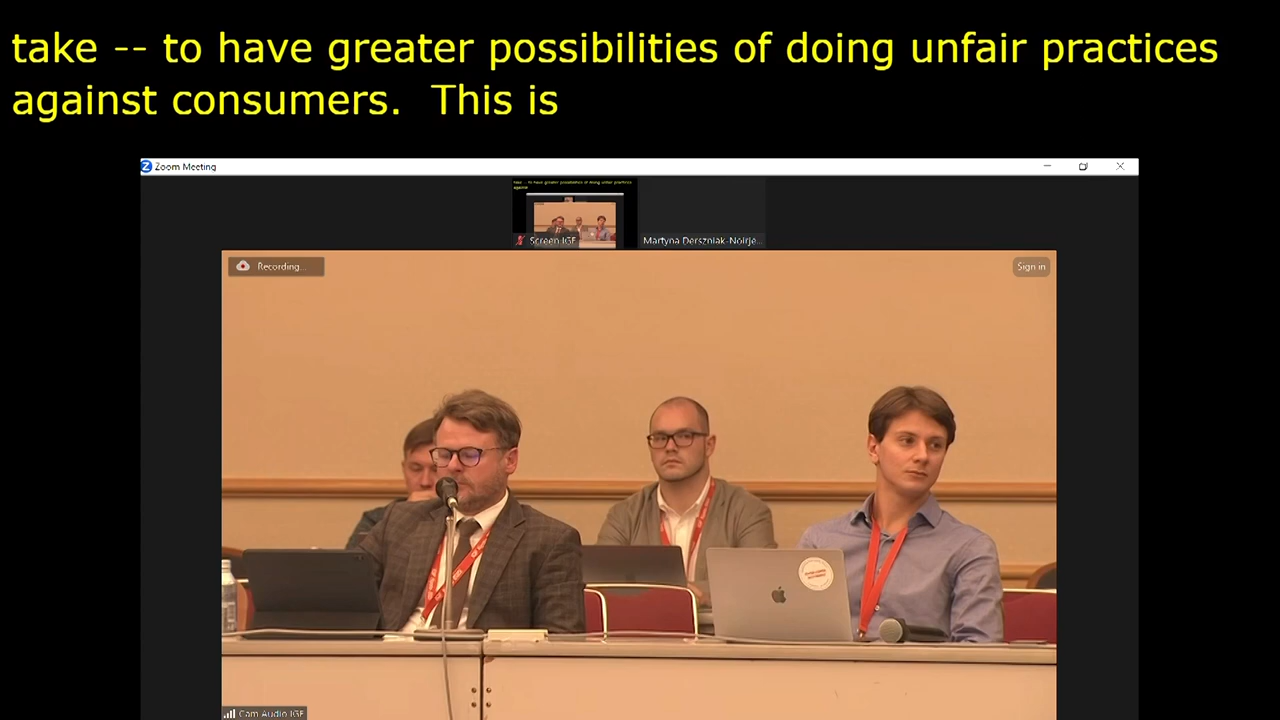 take -- to have greater possibilities of doing unfair practices
against consumers.  This is
Zoom Meeting
Screen IGF
Martyna Derszniak-Noirje...
Recording...
Sign in
Cam Audio IGF